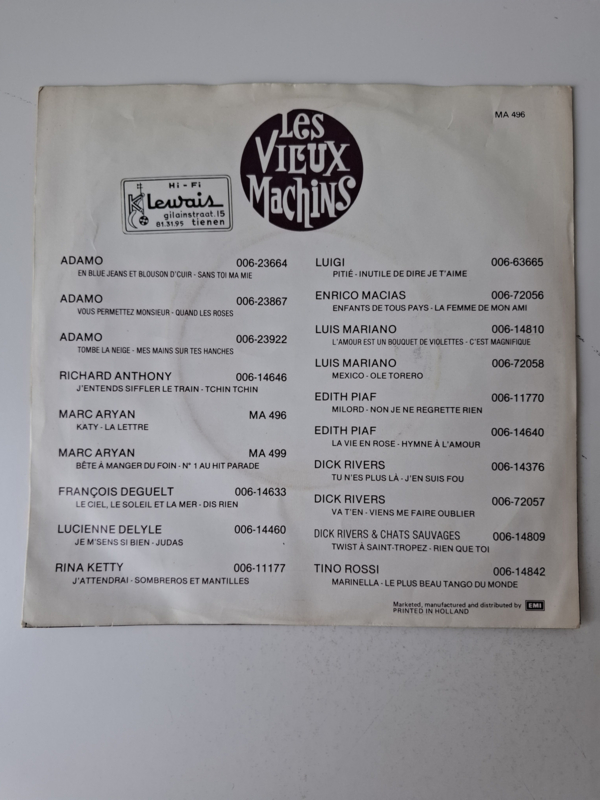 MA 496
Les
VIEUX
MacHiNS
Hi-Fi
Klewais
gilainstraat.15
81.31.95 tienen
ADAMO 006-23664
EN BLUE JEANS ET BLOUSON D'CUIR - SANS TOI MA MIE
ADAMO 006-23867
VOUS PERMETTEZ MONSIEUR - QUAND LES ROSES
ADAMO 006-23922
TOMBE LA NEIGE - MES MAINS SUR TES HANCHES
RICHARD ANTHONY 006-14646
J'ENTENDS SIFFLER LE TRAIN - TCHIN TCHIN
MARC ARYAN MA 496
KATY - LA LETTRE
MARC ARYAN MA 499
BÊTE À MANGER DU FOIN - N° 1 AU HIT PARADE
FRANÇOIS DEGUELT 006-14633
LE CIEL, LE SOLEIL ET LA MER - DIS RIEN
LUCIENNE DELYLE 006-14460
JE M'SENS SI BIEN - JUDAS
RINA KETTY 006-11177
J'ATTENDRAI - SOMBREROS ET MANTILLES
LUIGI 006-63665
PITIÉ - INUTILE DE DIRE JE T'AIME
ENRICO MACIAS 006-72056
ENFANTS DE TOUS PAYS - LA FEMME DE MON AMI
LUIS MARIANO 006-14810
L'AMOUR EST UN BOUQUET DE VIOLETTES - C'EST MAGNIFIQUE
LUIS MARIANO 006-72058
MEXICO - OLE TORERO
EDITH PIAF 006-11770
MILORD - NON JE NE REGRETTE RIEN
EDITH PIAF 006-14640
LA VIE EN ROSE - HYMNE À L'AMOUR
DICK RIVERS 006-14376
TU N'ES PLUS LÀ - J'EN SUIS FOU
DICK RIVERS 006-72057
VA T'EN - VIENS ME FAIRE OUBLIER
DICK RIVERS & CHATS SAUVAGES 006-14809
TWIST À SAINT-TROPEZ - RIEN QUE TOI
TINO ROSSI 006-14842
MARINELLA - LE PLUS BEAU TANGO DU MONDE
Marketed, manufactured and distributed by EMI
PRINTED IN HOLLAND